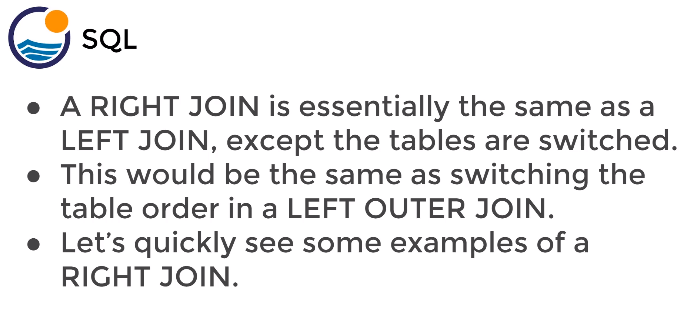 SQL
● A RIGHT JOIN is essentially the same as a
LEFT JOIN, except the tables are switched.
● This would be the same as switching the
table order in a LEFT OUTER JOIN.
● Let’s quickly see some examples of a
RIGHT JOIN.